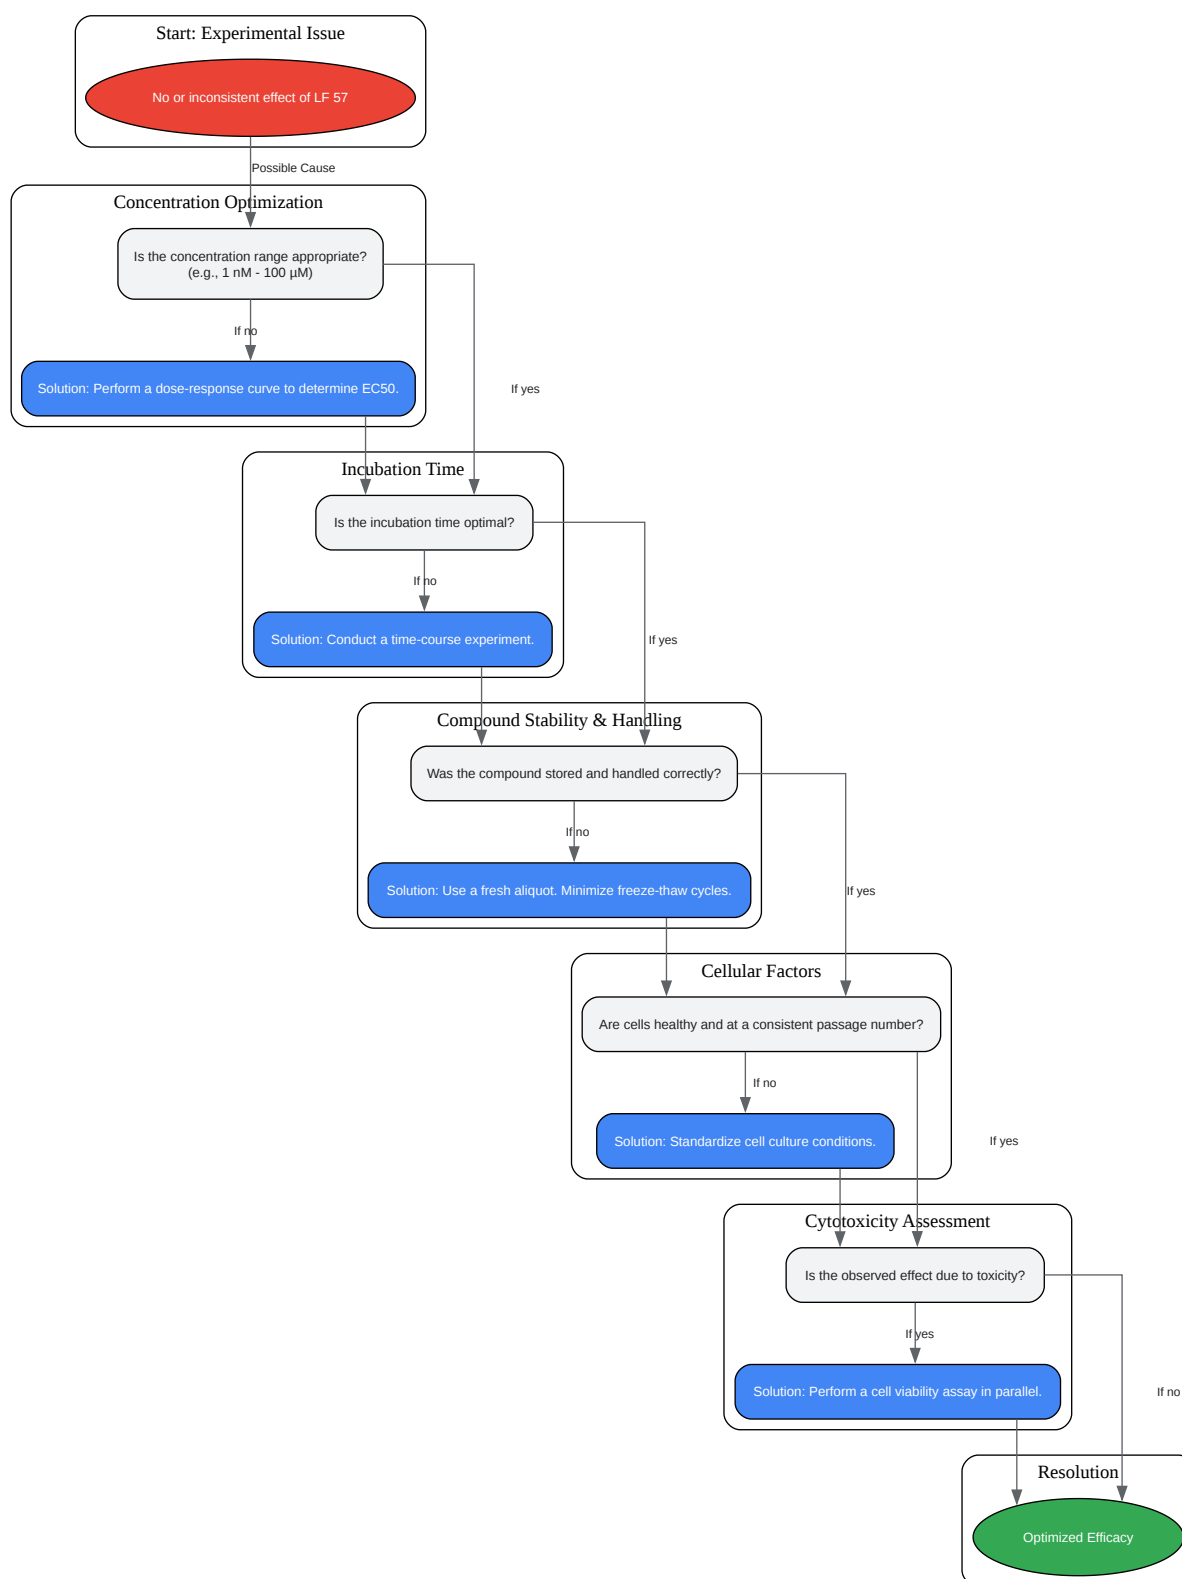 Start: Experimental Issue
No or inconsistent effect of LF 57
Possible Cause
Concentration Optimization
Is the concentration range appropriate?
(e.g., 1 nM - 100 µM)
If no
Solution: Perform a dose-response curve to determine EC50.
If yes
Incubation Time
Is the incubation time optimal?
If no
Solution: Conduct a time-course experiment.
If yes
Compound Stability & Handling
Was the compound stored and handled correctly?
If no
Solution: Use a fresh aliquot. Minimize freeze-thaw cycles.
If yes
Cellular Factors
Are cells healthy and at a consistent passage number?
If no
Solution: Standardize cell culture conditions.
If yes
Cytotoxicity Assessment
Is the observed effect due to toxicity?
If yes
Solution: Perform a cell viability assay in parallel.
If no
Resolution
Optimized Efficacy